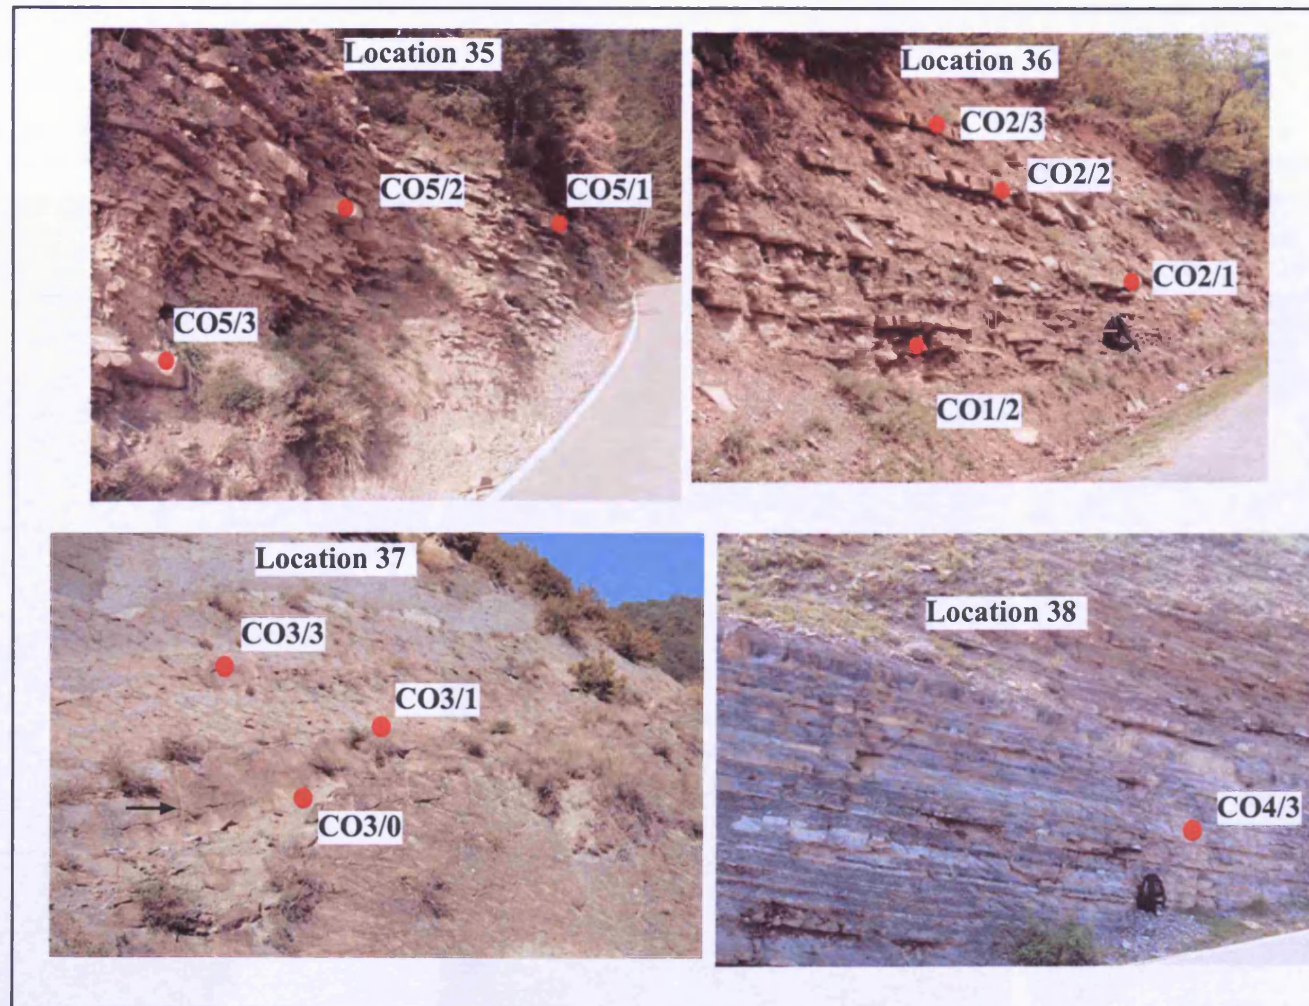 Location 35
CO5/2
CO5/1
CO5/3
Location 36
CO2/3
CO2/2
CO2/1
CO1/2
Location 37
CO3/3
CO3/1
CO3/0
Location 38
CO4/3